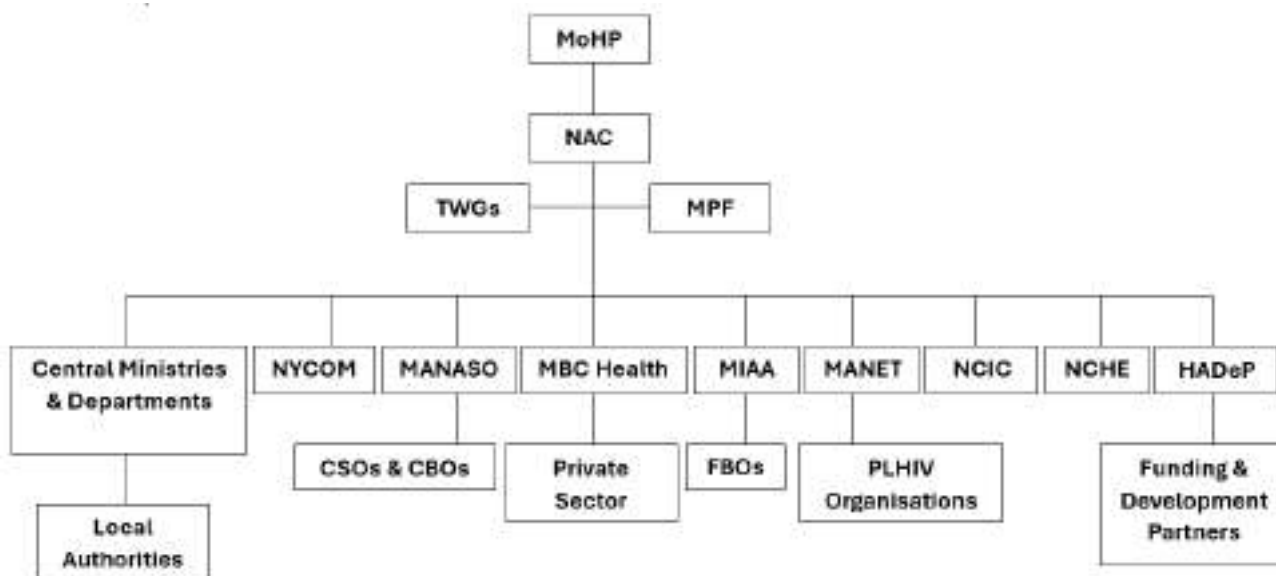 MoHP
NAC
TWGs
MPF
Central Ministries
& Departments
NYCOM
MANASO
MBC Health
MIAA
MANET
NCIC
NCHE
HADeP
CSOs & CBOs
Private
Sector
FBOs
PLHIV
Organisations
Funding &
Development
Partners
Local
Authorities